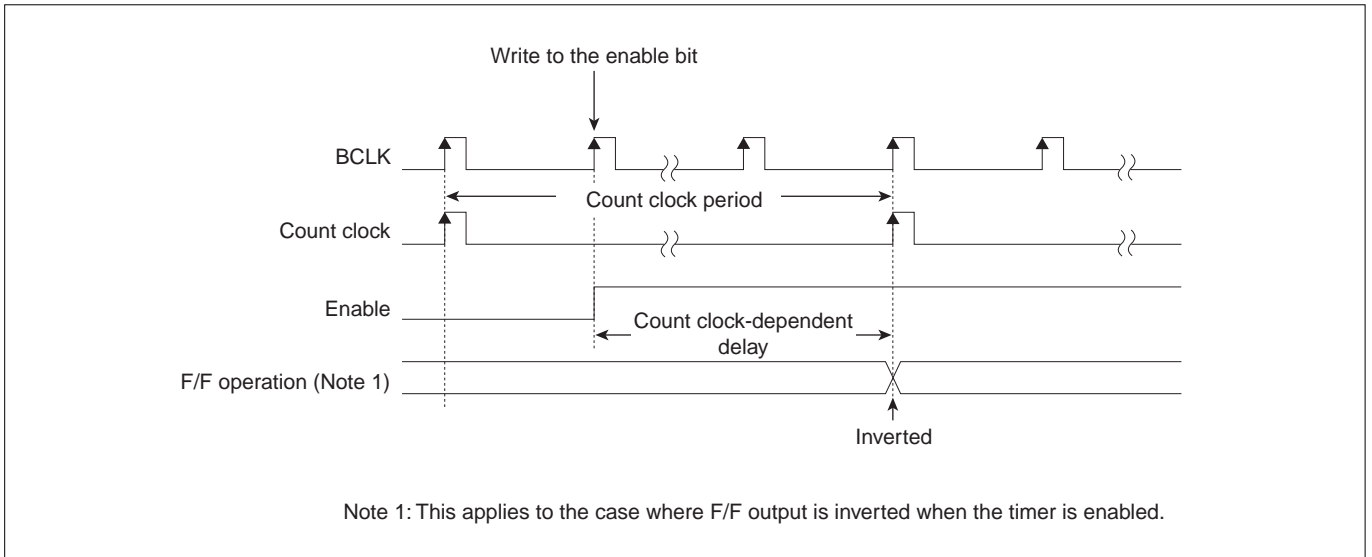 Write to the enable bit
BCLK
Count clock period
Count clock
Enable
Count clock-dependent
delay
F/F operation (Note 1)
Inverted
Note 1: This applies to the case where F/F output is inverted when the timer is enabled.